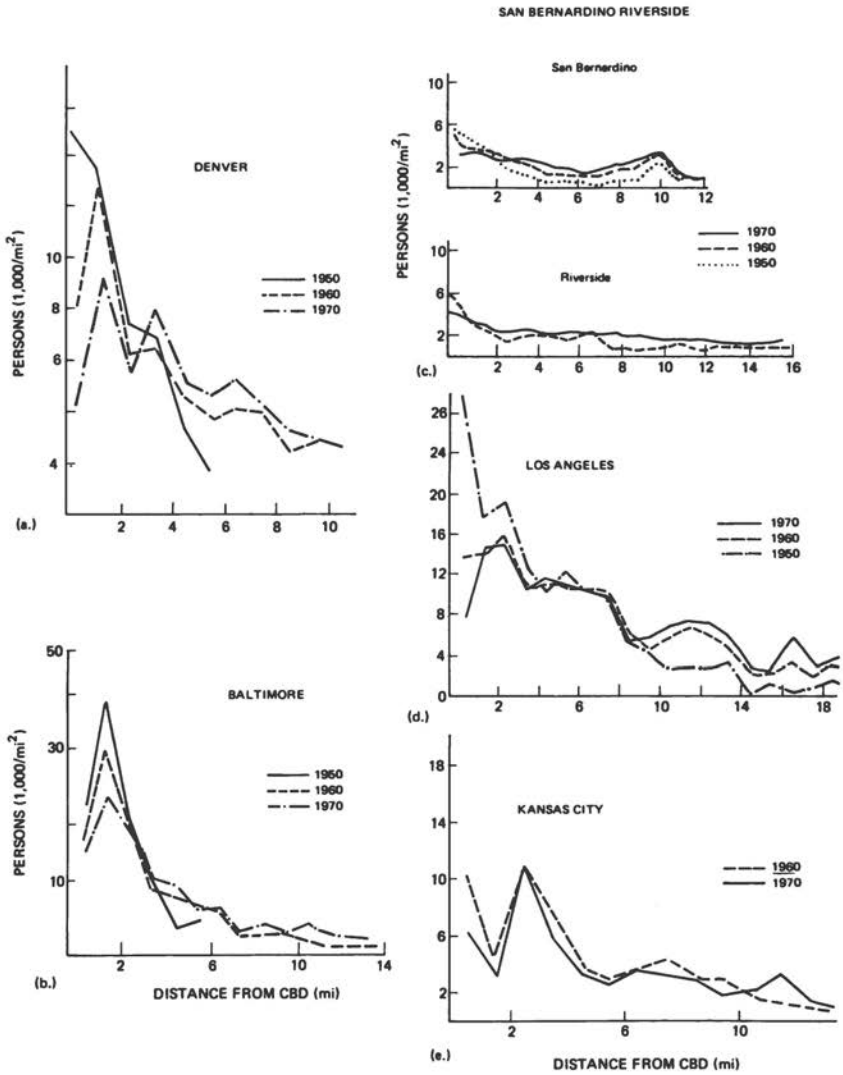 SAN BERNARDINO RIVERSIDE
DENVER
PERSONS (1,000/mi²)
10
8
6
4
1950
1960
1970
2 4 6 8 10
(a.)
San Bernardino
10
6
2
2 4 6 8 10 12
PERSONS (1,000/mi²)
1970
1960
1950
Riverside
10
6
2
2 4 6 8 10 12 14 16
(c.)
LOS ANGELES
26
24
20
16
12
8
4
0
1970
1960
1950
2 6 10 14 18
(d.)
BALTIMORE
PERSONS (1,000/mi²)
50
30
10
1950
1960
1970
2 6 10 14
(b.)
DISTANCE FROM CBD (mi)
KANSAS CITY
18
14
10
6
2
1960
1970
2 6 10
(e.)
DISTANCE FROM CBD (mi)